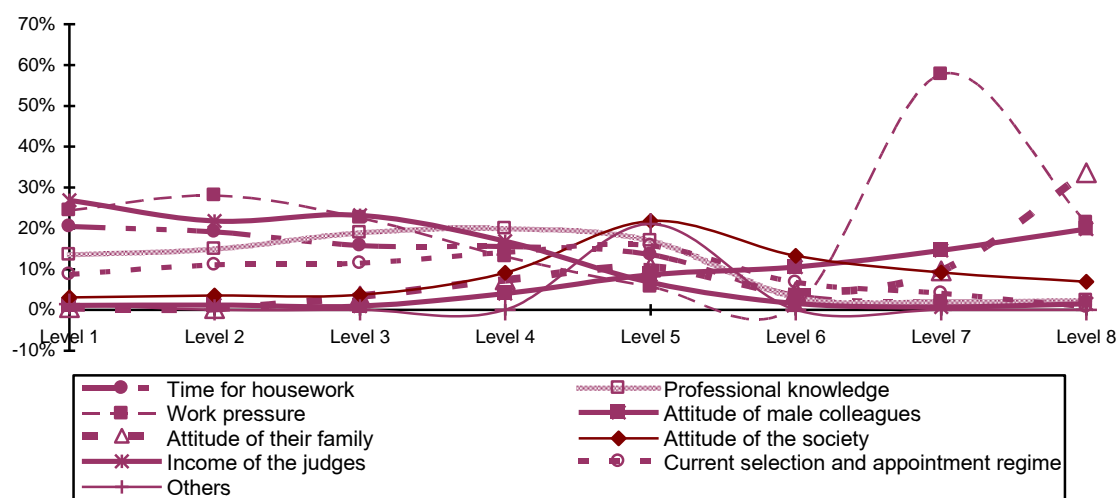 70%
60%
50%
40%
30%
20%
10%
0%
-10%
Level 1 Level 2 Level 3 Level 4 Level 5 Level 6 Level 7 Level 8
Time for housework Professional knowledge
Work pressure Attitude of male colleagues
Attitude of their family Attitude of the society
Income of the judges Current selection and appointment regime
Others